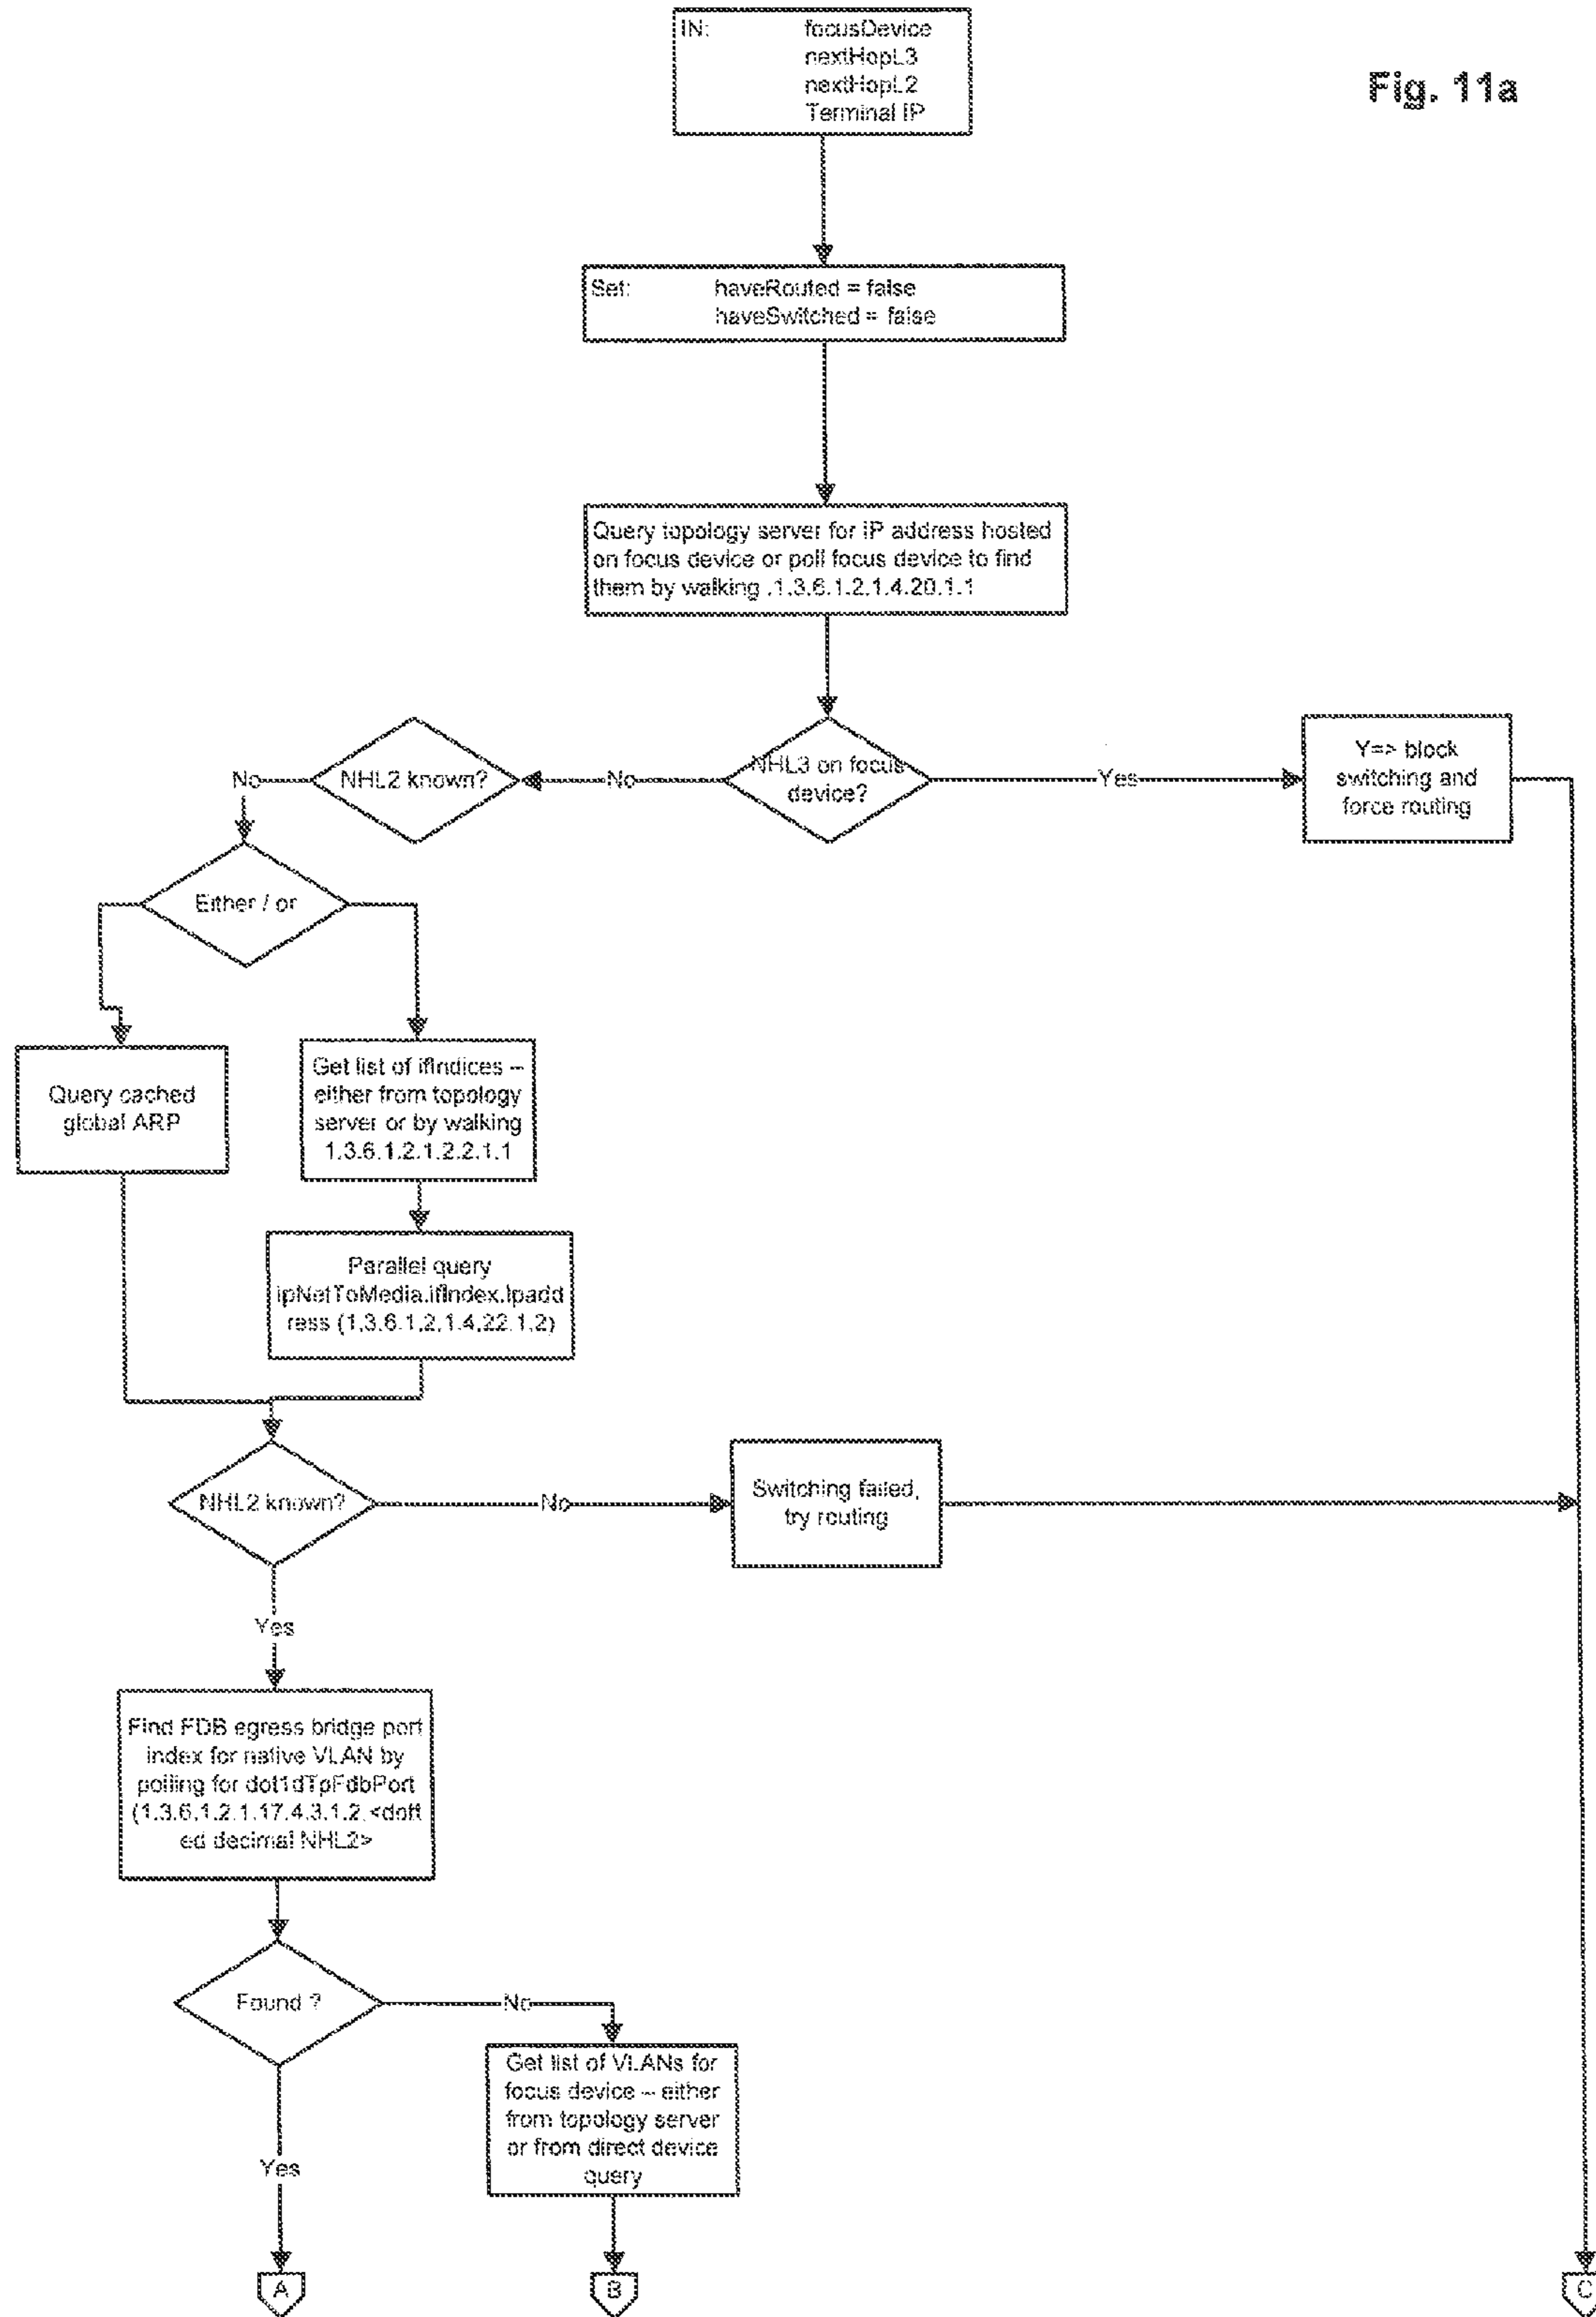 Fig. 11a
IN: focusDevice
nextHopL3
nextHopL2
Terminal IP
Set: haveRouted = false
haveSwitched = false
Query topology server for IP address hosted
on focus device or poll focus device to find
them by walking .1.3.6.1.2.1.4.20.1.1
NHL3 on focus
device?
No
Yes
Y=> block
switching and
force routing
NHL2 known?
No
Either / or
Query cached
global ARP
Get list of ifIndices –
either from topology
server or by walking
1.3.6.1.2.1.2.2.1.1
Parallel query
ipNetToMedia.ifIndex.Ipadd
ress (1.3.6.1.2.1.4.22.1.2)
NHL2 known?
No
Switching failed,
try routing
Yes
Find FDB egress bridge port
index for native VLAN by
polling for dot1dTpFdbPort
(1.3.6.1.2.1.17.4.3.1.2.<dott
ed decimal NHL2>
Found ?
No
Get list of VLANs for
focus device – either
from topology server
or from direct device
query
Yes
A
B
C